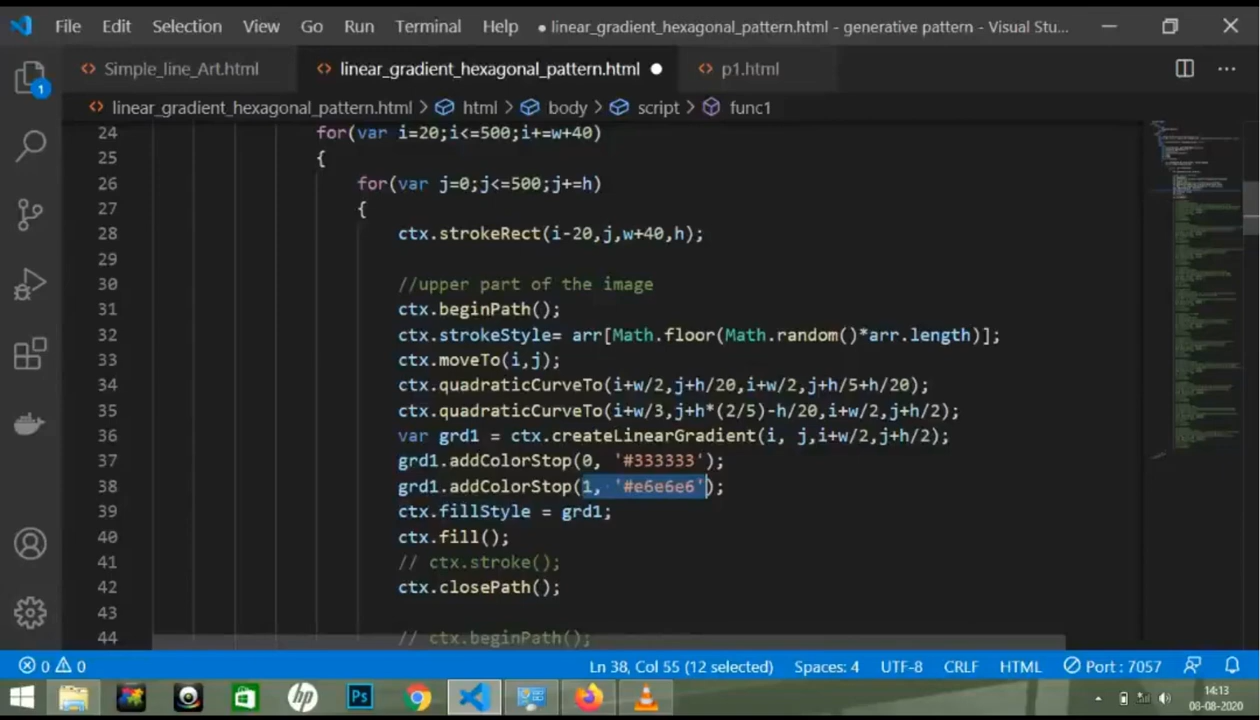 File Edit Selection View Go Run Terminal Help ● linear_gradient_hexagonal_pattern.html - generative pattern - Visual Stu...
1 <> Simple_line_Art.html <> linear_gradient_hexagonal_pattern.html ● <> p1.html ...
<> linear_gradient_hexagonal_pattern.html > html > body > script > func1
24 for(var i=20;i<=500;i+=w+40)
25 {
26 for(var j=0;j<=500;j+=h)
27 {
28 ctx.strokeRect(i-20,j,w+40,h);
29
30 //upper part of the image
31 ctx.beginPath();
32 ctx.strokeStyle= arr[Math.floor(Math.random()*arr.length)];
33 ctx.moveTo(i,j);
34 ctx.quadraticCurveTo(i+w/2,j+h/20,i+w/2,j+h/5+h/20);
35 ctx.quadraticCurveTo(i+w/3,j+h*(2/5)-h/20,i+w/2,j+h/2);
36 var grd1 = ctx.createLinearGradient(i, j,i+w/2,j+h/2);
37 grd1.addColorStop(0, '#333333');
38 grd1.addColorStop(1, '#e6e6e6');
39 ctx.fillStyle = grd1;
40 ctx.fill();
41 // ctx.stroke();
42 ctx.closePath();
43
44 // ctx.beginPath();
0 0 Ln 38, Col 55 (12 selected) Spaces: 4 UTF-8 CRLF HTML Port : 7057
hp Ps 14:13
08-08-2020